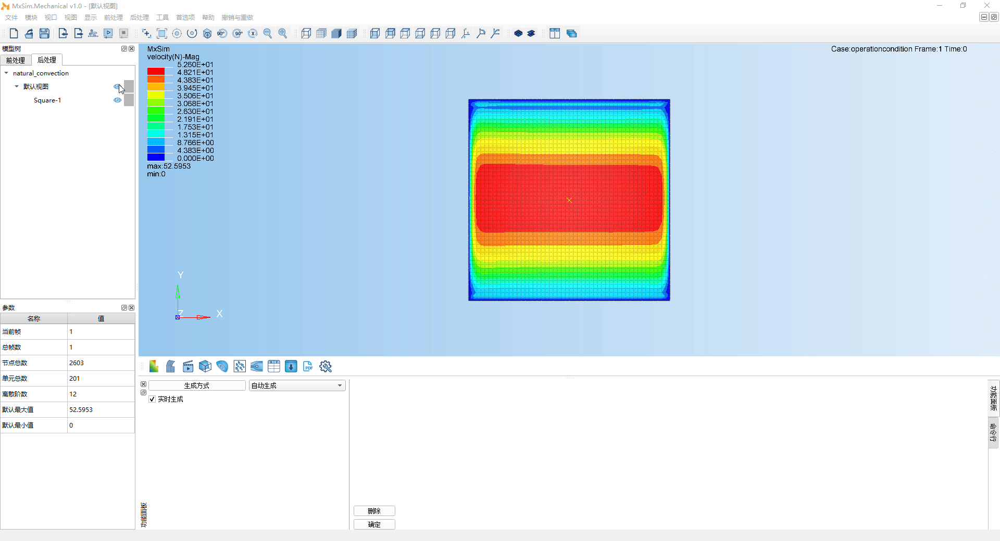 MxSim.Mechanical v1.0 - [默认视图]
文件 模块 视口 视图 显示 前处理 后处理 工具 首选项 帮助 撤销与重做
90° 90° X
模型树
前处理 后处理
natural_convection
默认视图
Square-1
MxSim
velocity(N)-Mag
5.260E+01
4.821E+01
4.383E+01
3.945E+01
3.506E+01
3.068E+01
2.630E+01
2.191E+01
1.753E+01
1.315E+01
8.766E+00
4.383E+00
0.000E+00
max:52.5953
min:0
Case:operationcondition Frame:1 Time:0
Y
Z
X
参数
名称 值
当前帧 1
总帧数 1
节点总数 2603
单元总数 201
离散阶数 12
默认最大值 52.5953
默认最小值 0
PDF
生成方式 自动生成
实时生成
功能面板
删除
确定
功能面板
命令行